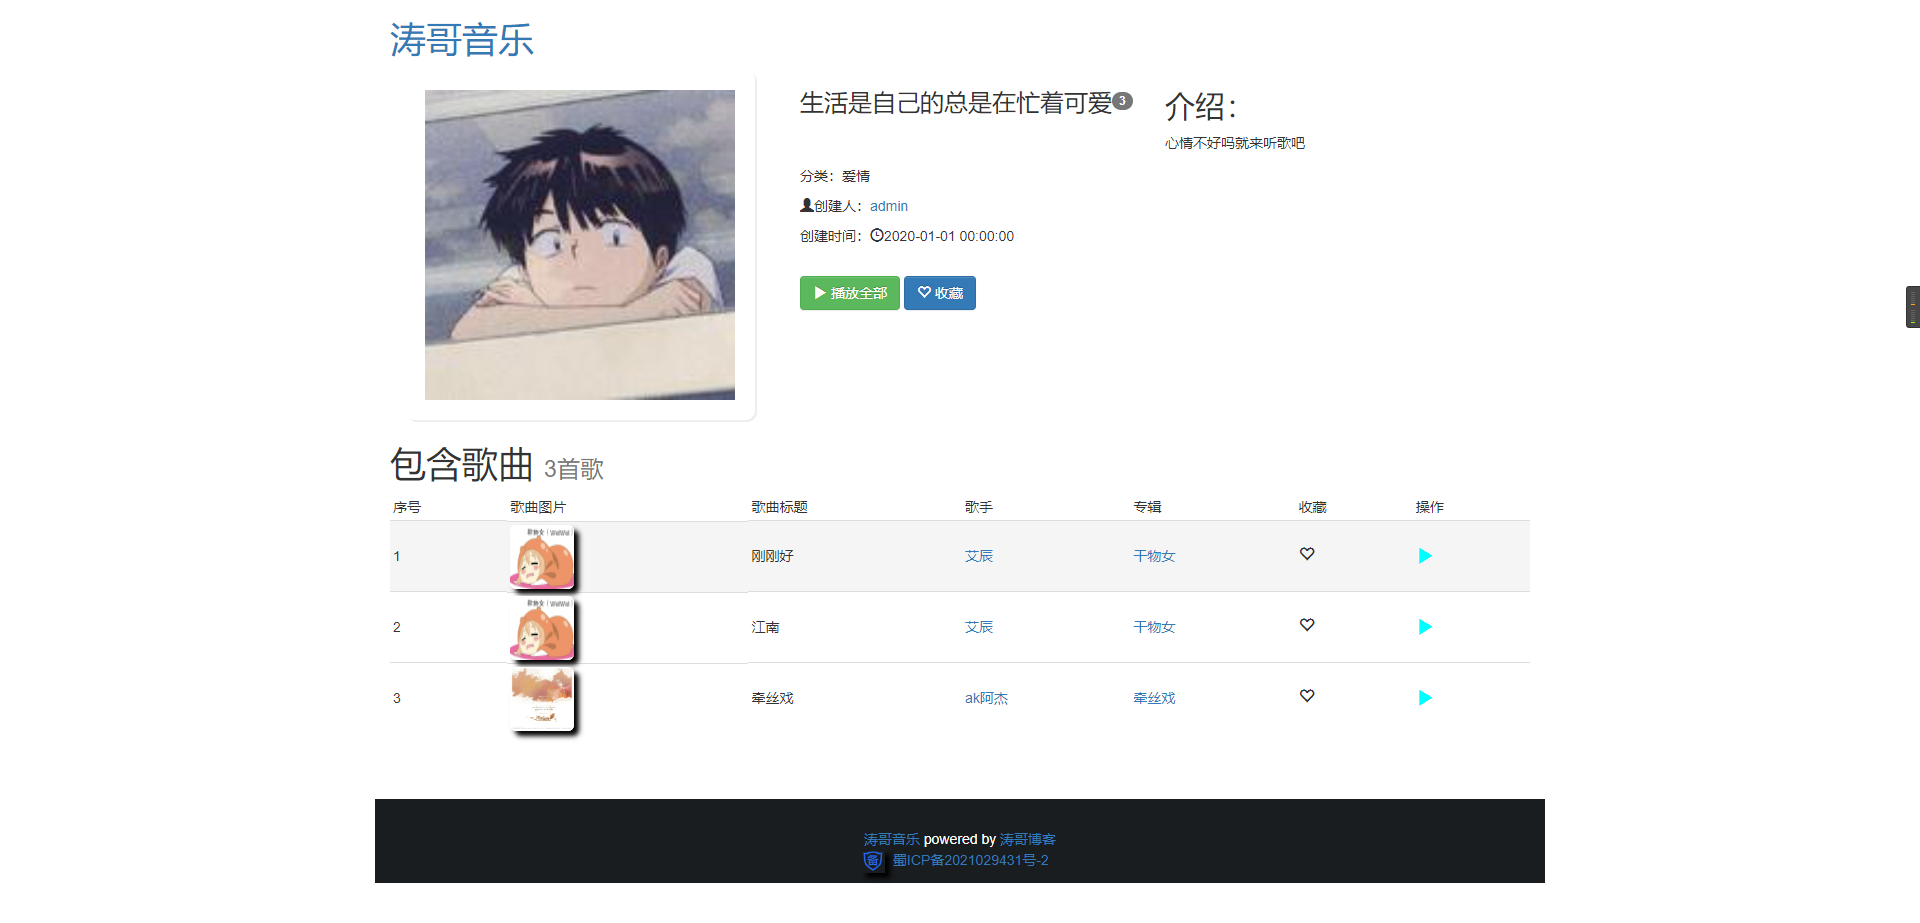 涛哥音乐
生活是自己的总是在忙着可爱3
介绍：
心情不好吗就来听歌吧
分类：爱情
创建人：admin
创建时间：2020-01-01 00:00:00
播放全部 收藏
包含歌曲 3首歌
序号 歌曲图片 歌曲标题 歌手 专辑 收藏 操作
1 刚刚好 艾辰 干物女
2 江南 艾辰 干物女
3 牵丝戏 ak阿杰 牵丝戏
涛哥音乐 powered by 涛哥博客
蜀ICP备2021029431号-2